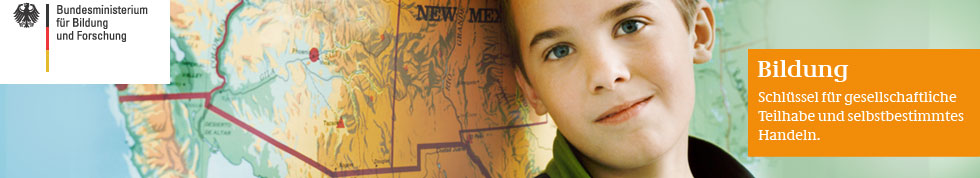 Bundesministerium
für Bildung
und Forschung
NEW MEX
Bildung
Schlüssel für gesellschaftliche
Teilhabe und selbstbestimmtes
Handeln.